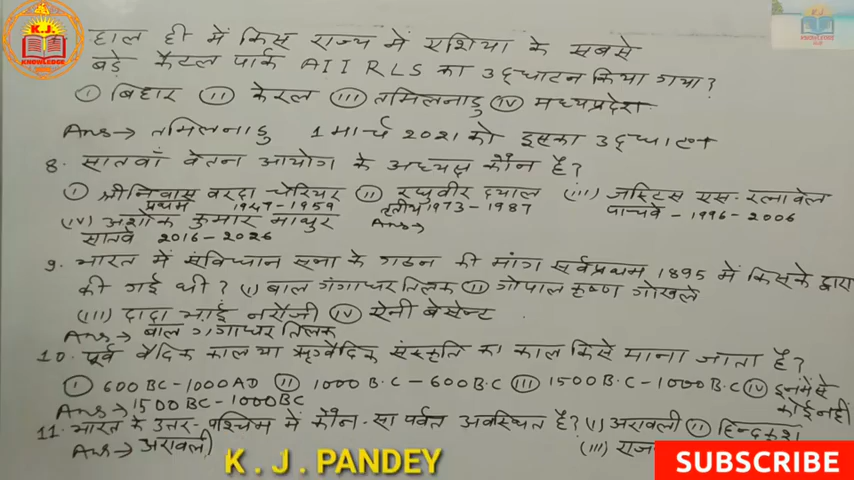 K.J.
KNOWLEDGE
हाल ही में किस राज्य में एशिया के सबसे
बड़े कैटल पार्क AIIRLS का उद्घाटन किया गया?
(I) बिहार (II) केरल (III) तमिलनाडु (IV) मध्यप्रदेश
Ans → तमिलनाडु 1 मार्च 2021 को इसका उद्घाटन
8. सातवाँ वेतन आयोग के अध्यक्ष कौन है?
(I) श्रीनिवास वरदा चेरियर (II) रघुवीर दयाल (iii) जस्टिस एस. रत्नावेल
प्रथम 1947-1959 तृतीय 1973-1987 पाचवे - 1996-2006
(IV) अशोक कुमार माथुर Ans →
सातवे 2016-2026
9. भारत में संविधान सभा के गठन की मांग सर्वप्रथम 1895 में किसके द्वारा
की गई थी? (I) बाल गंगाधर तिलक (II) गोपाल कृष्ण गोखले
(III) दादा भाई नरौजी (IV) ऐनी बेसेन्ट
Ans → बाल गंगाधर तिलक
10. पूर्व वैदिक काल या ऋग्वैदिक संस्कृति का काल किसे माना जाता है?
(I) 600 BC-1000AD (II) 1000 B.C-600 B.C (III) 1500 B.C-1000 B.C (IV) इनमें से
कोई नहीं
Ans → 1500 BC-1000BC
11. भारत के उत्तर-पश्चिम में कौन-सा पर्वत अवस्थित है? (I) अरावली (II) हिन्दकुश
Ans → अरावली (III)
K . J . PANDEY
SUBSCRIBE